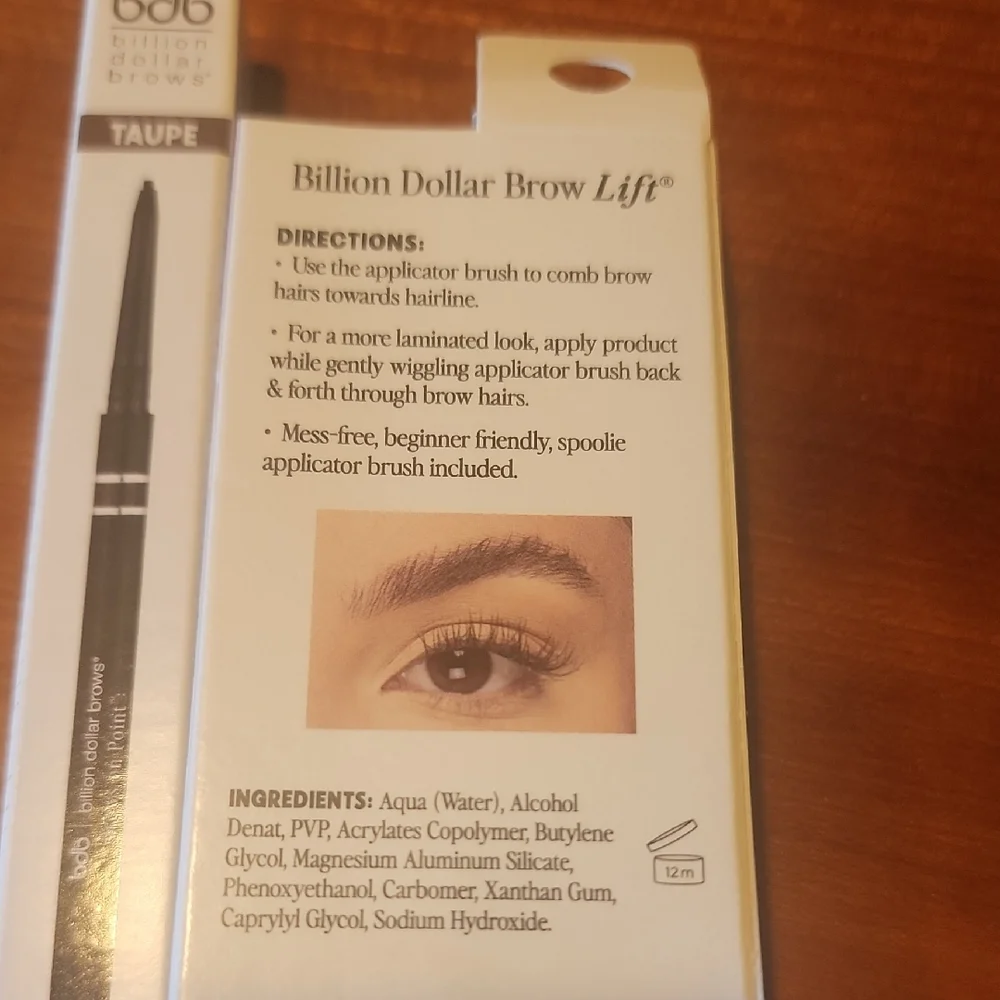 bdb
billion
dollar
brows®
TAUPE
bdb | billion dollar brows®
Point™
Billion Dollar Brow Lift®
DIRECTIONS:
• Use the applicator brush to comb brow
hairs towards hairline.
• For a more laminated look, apply product
while gently wiggling applicator brush back
& forth through brow hairs.
• Mess-free, beginner friendly, spoolie
applicator brush included.
INGREDIENTS: Aqua (Water), Alcohol
Denat, PVP, Acrylates Copolymer, Butylene
Glycol, Magnesium Aluminum Silicate,
Phenoxyethanol, Carbomer, Xanthan Gum,
Caprylyl Glycol, Sodium Hydroxide.
12m